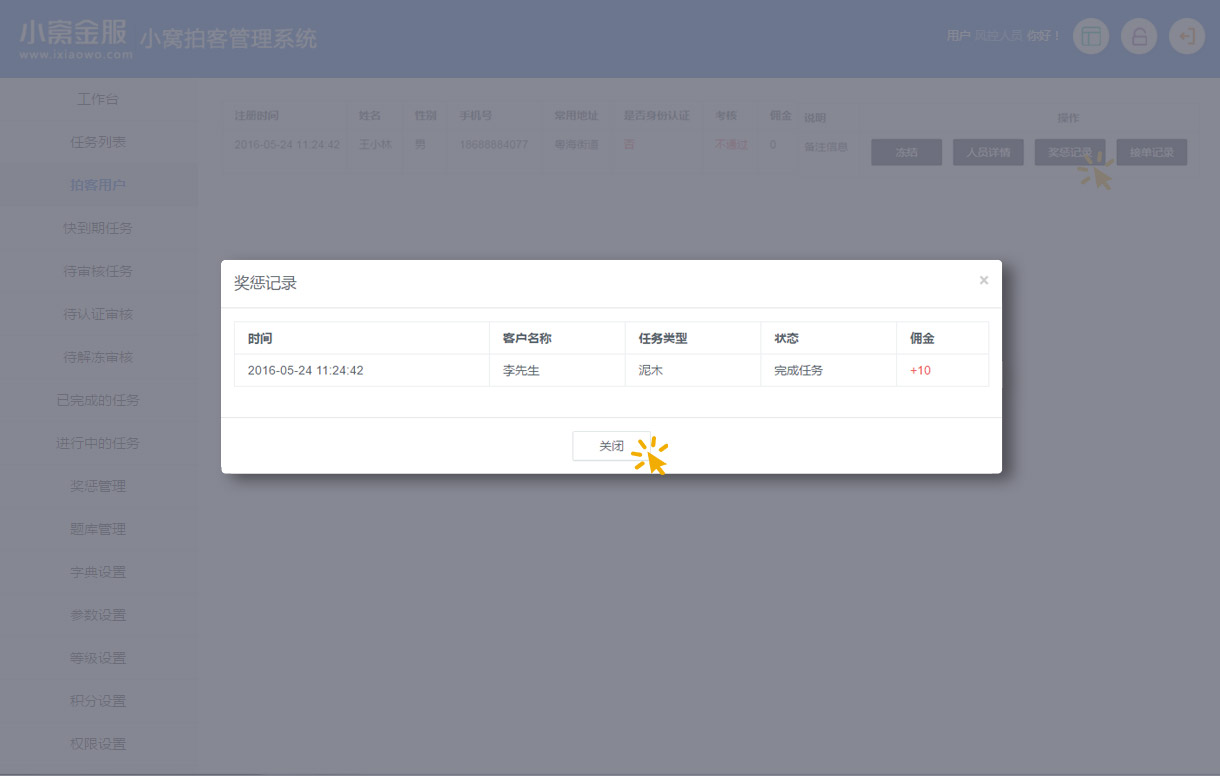 小窝金服 小窝拍客管理系统
www.ixiaowo.com
用户 风控人员 你好！
工作台
任务列表
拍客用户
快到期任务
待审核任务
待认证审核
待解冻审核
已完成的任务
进行中的任务
奖惩管理
题库管理
字典设置
参数设置
等级设置
积分设置
权限设置
注册时间 姓名 性别 手机号 常用地址 是否身份认证 考核 佣金 说明 操作
2016-05-24 11:24:42 王小林 男 18688884077 粤海街道 否 不通过 0 备注信息 冻结 人员详情 奖惩记录 接单记录
奖惩记录 ×
时间 客户名称 任务类型 状态 佣金
2016-05-24 11:24:42 李先生 泥木 完成任务 +10
关闭